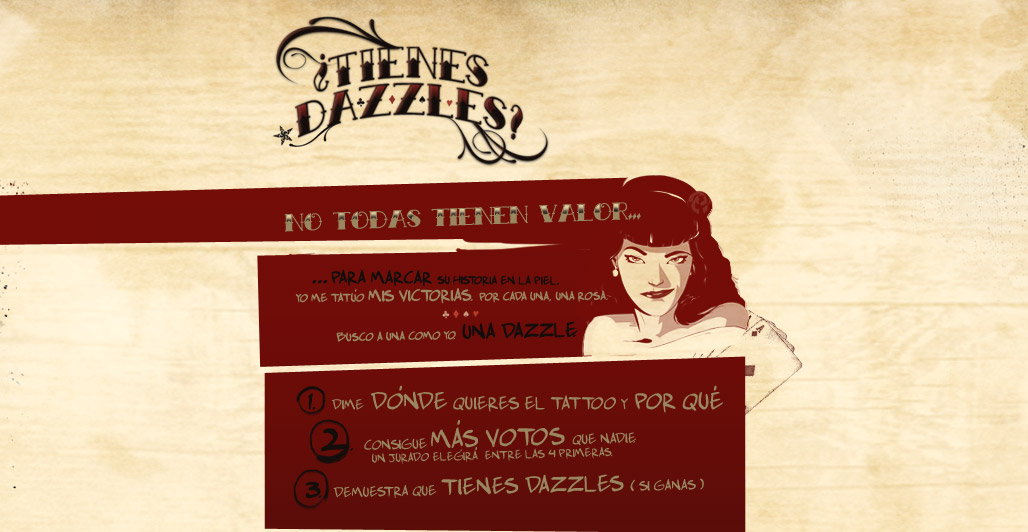 ¿TIENES
DAZZLES?
NO TODAS TIENEN VALOR...
... PARA MARCAR SU HISTORIA EN LA PIEL.
YO ME TATÚO MIS VICTORIAS. POR CADA UNA, UNA ROSA.
BUSCO A UNA COMO YO. UNA DAZZLE
1. DIME DÓNDE QUIERES EL TATTOO Y POR QUÉ
2. CONSIGUE MÁS VOTOS QUE NADIE
UN JURADO ELEGIRÁ ENTRE LAS 4 PRIMERAS.
3. DEMUESTRA QUE TIENES DAZZLES ( SI GANAS )